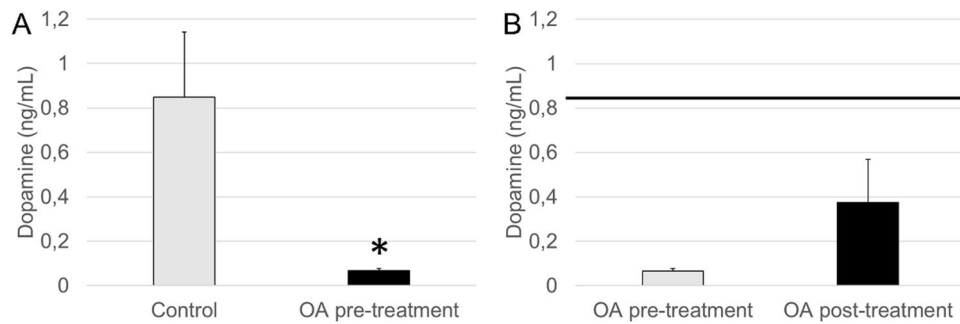 A
Dopamine (ng/mL)
1,2
1
0,8
0,6
0,4
0,2
0
*
Control
OA pre-treatment
B
Dopamine (ng/mL)
1,2
1
0,8
0,6
0,4
0,2
0
OA pre-treatment
OA post-treatment